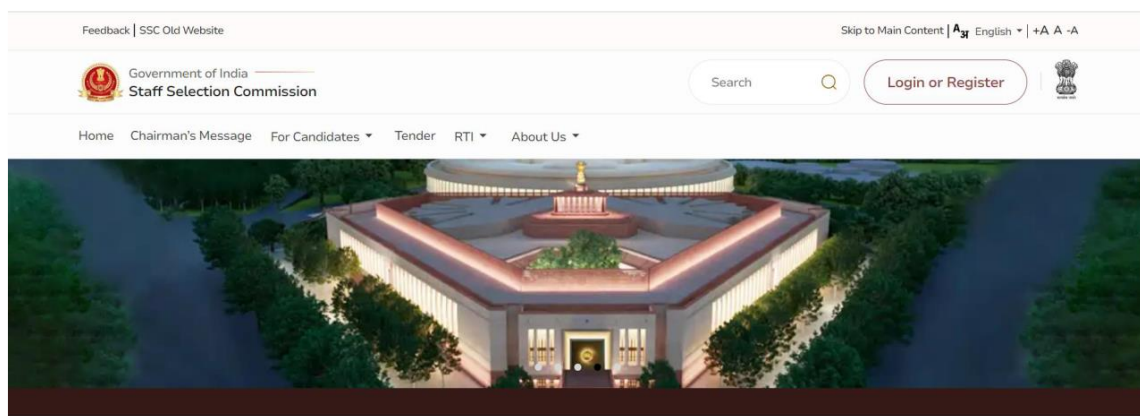 Feedback | SSC Old Website
Skip to Main Content | Aअ English | +A A -A
Government of India
Staff Selection Commission
Search
Login or Register
Home Chairman's Message For Candidates Tender RTI About Us